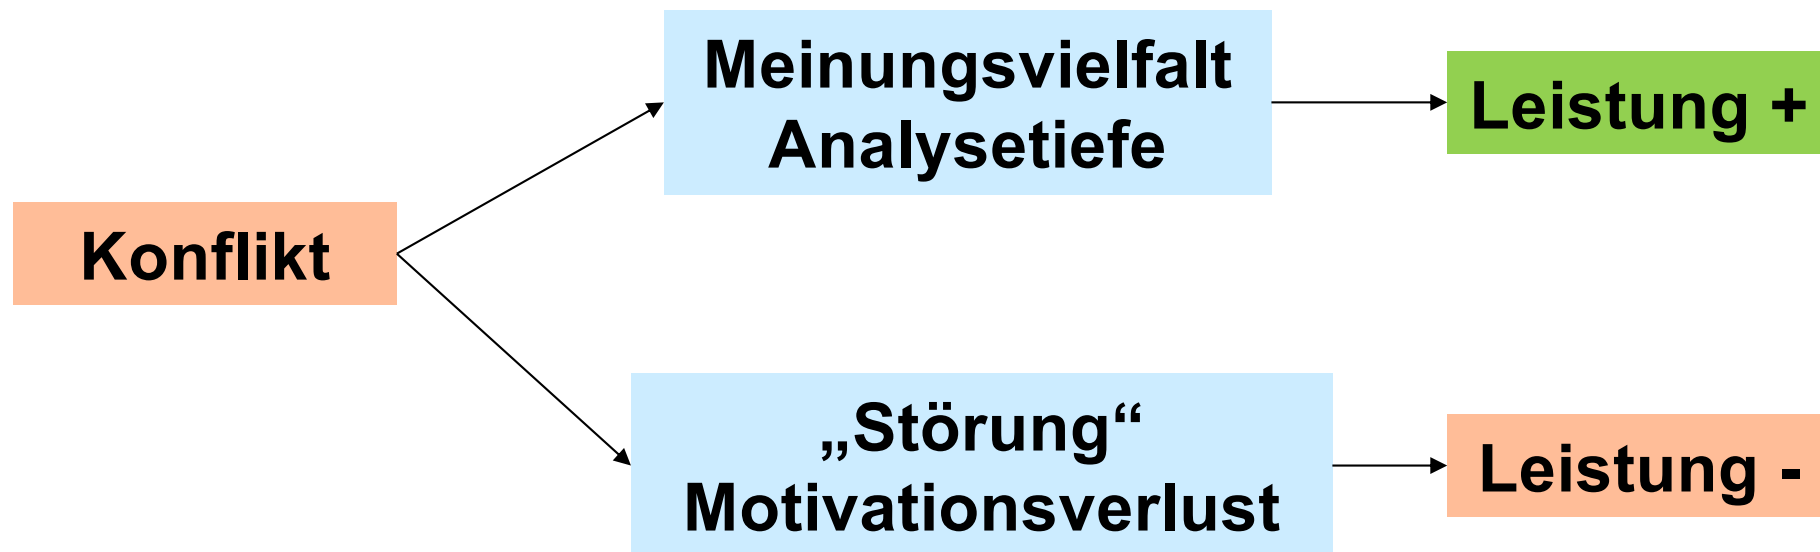 Meinungsvielfalt
Analysetiefe
Leistung +
Konflikt
„Störung“
Motivationsverlust
Leistung -